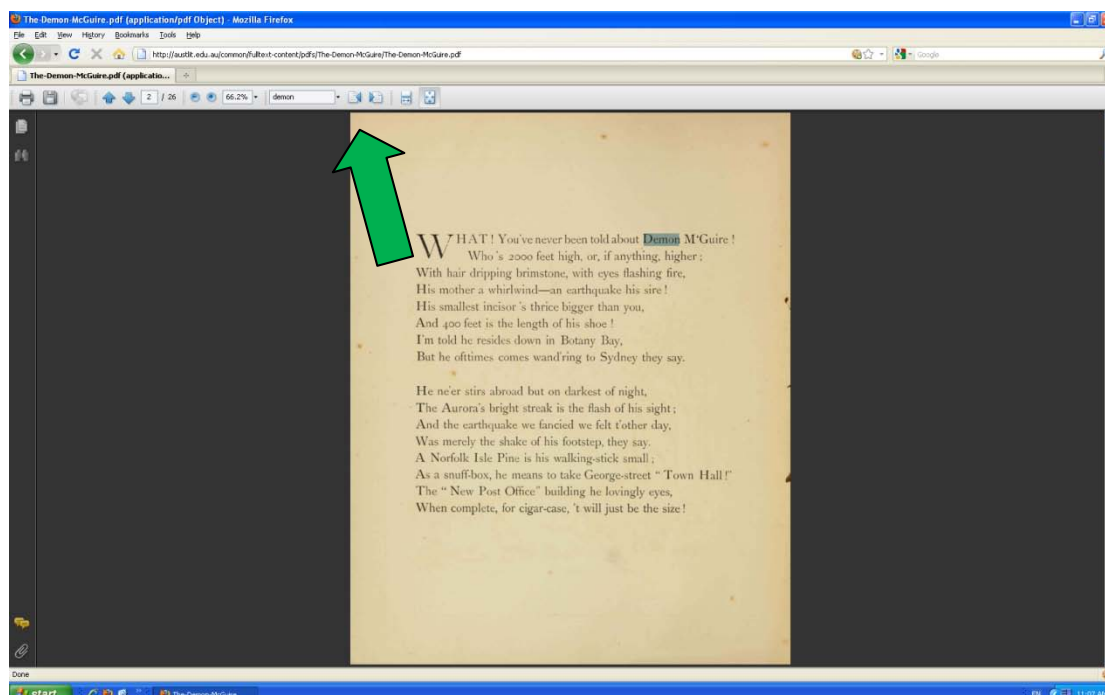 The-Demon-McGuire.pdf (application/pdf Object) - Mozilla Firefox
File Edit View History Bookmarks Tools Help
http://austlit.edu.au/common/fulltext-content/pdfs/The-Demon-McGuire/The-Demon-McGuire.pdf Google
The-Demon-McGuire.pdf (applicatio...
2 / 26 66.2% demon
WHAT! You've never been told about Demon M'Guire!
Who's 2000 feet high, or, if anything, higher;
With hair dripping brimstone, with eyes flashing fire,
His mother a whirlwind—an earthquake his sire!
His smallest incisor's thrice bigger than you,
And 400 feet is the length of his shoe!
I'm told he resides down in Botany Bay,
But he ofttimes comes wand'ring to Sydney they say.
He ne'er stirs abroad but on darkest of night,
The Aurora's bright streak is the flash of his sight;
And the earthquake we fancied we felt t'other day,
Was merely the shake of his footstep, they say.
A Norfolk Isle Pine is his walking-stick small;
As a snuff-box, he means to take George-street "Town Hall!"
The "New Post Office" building he lovingly eyes,
When complete, for cigar-case, 't will just be the size!
Done
start The-Demon-McGuire... EN 11:07 AM